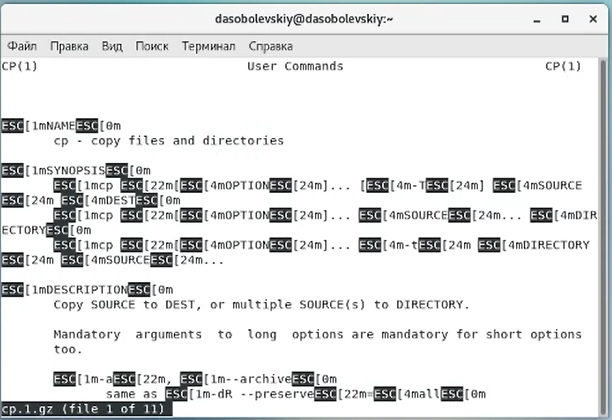 dasobolevskiy@dasobolevskiy:~
Файл Правка Вид Поиск Терминал Справка
CP(1) User Commands CP(1)
ESC[1mNAMEESC[0m
cp - copy files and directories
ESC[1mSYNOPSISESC[0m
ESC[1mcp ESC[22m[ESC[4mOPTIONESC[24m]... [ESC[4m-TESC[24m] ESC[4mSOURCE
ESC[24m ESC[4mDESTESC[0m
ESC[1mcp ESC[22m[ESC[4mOPTIONESC[24m]... ESC[4mSOURCEESC[24m... ESC[4mDIR
ECTORYESC[0m
ESC[1mcp ESC[22m[ESC[4mOPTIONESC[24m]... ESC[4m-tESC[24m ESC[4mDIRECTORY
ESC[24m ESC[4mSOURCEESC[24m...
ESC[1mDESCRIPTIONESC[0m
Copy SOURCE to DEST, or multiple SOURCE(s) to DIRECTORY.
Mandatory arguments to long options are mandatory for short options
too.
ESC[1m-aESC[22m, ESC[1m--archiveESC[0m
same as ESC[1m-dR --preserveESC[22m=ESC[4mallESC[0m
cp.1.gz (file 1 of 11)